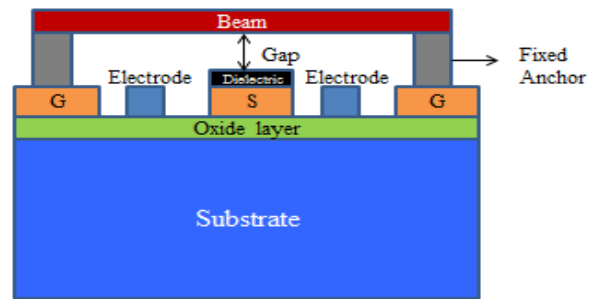 Beam
Gap
Fixed
Anchor
Electrode
Dielectric
Electrode
G
S
G
Oxide layer
Substrate